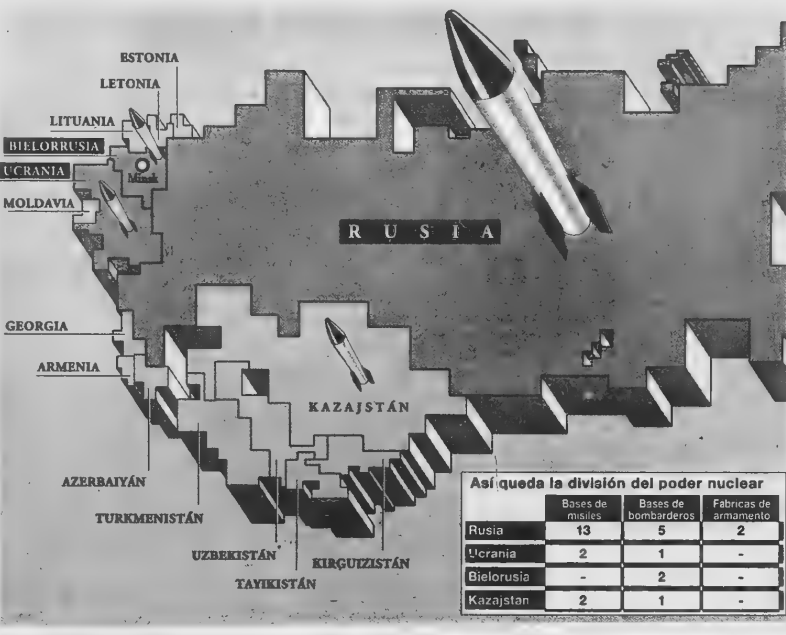 ESTONIA
LETONIA
LITUANIA
BIELORRUSIA
Minsk
UCRANIA
MOLDAVIA
RUSIA
GEORGIA
ARMENIA
KAZAJSTÁN
AZERBAIYÁN
TURKMENISTÁN
UZBEKISTÁN
KIRGUIZISTÁN
TAYIKISTÁN
Así queda la división del poder nuclear
Bases de misiles Bases de bombarderos Fabricas de armamento
Rusia 13 5 2
Ucrania 2 1 -
Bielorusia - 2 -
Kazajstan 2 1 -